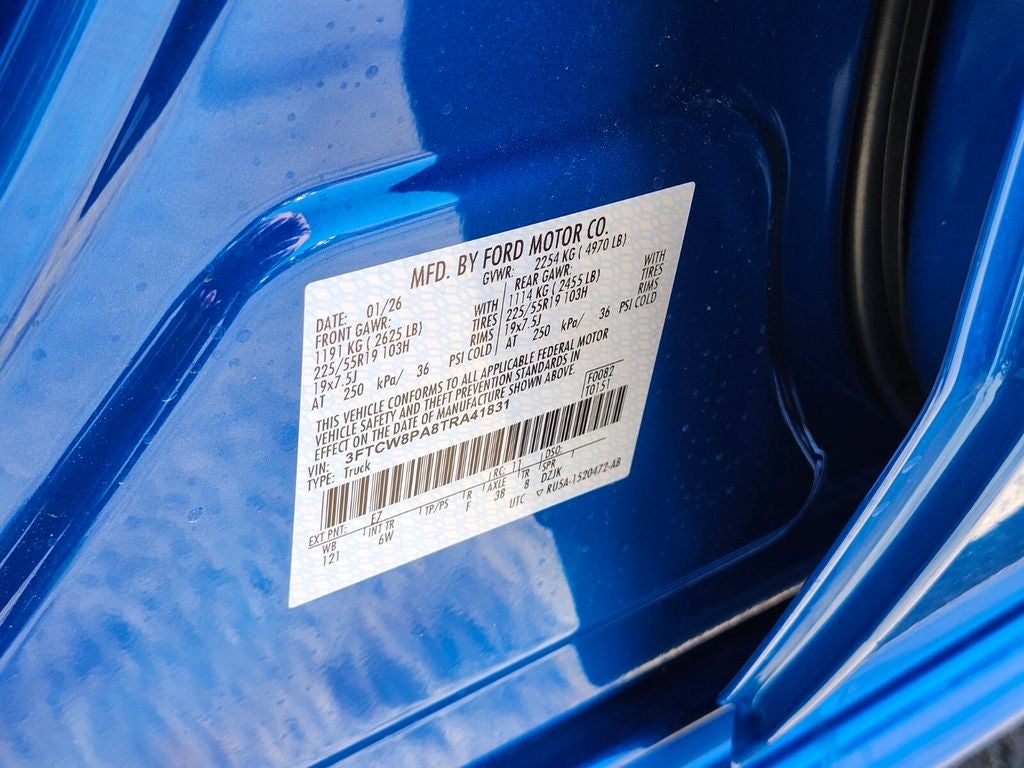 MFD. BY FORD MOTOR CO.
DATE: 01/26 GVWR: 2254 KG ( 4970 LB)
FRONT GAWR: WITH REAR GAWR: WITH
1191 KG ( 2625 LB) TIRES 1114 KG ( 2455 LB) TIRES
225/55R19 103H RIMS 225/55R19 103H RIMS
19x7.5J PSI COLD 19x7.5J PSI COLD
AT 250 kPa/ 36 AT 250 kPa/ 36
THIS VEHICLE CONFORMS TO ALL APPLICABLE FEDERAL MOTOR
VEHICLE SAFETY AND THEFT PREVENTION STANDARDS IN
EFFECT ON THE DATE OF MANUFACTURE SHOWN ABOVE.
VIN: 3FTCW8PA8TRA41831 F0082
TYPE: Truck T0151
EXT PNT: E7 RC: 11 DSO:
WB INT TR TP/PS R AXLE TR SPR
121 6W F 38 8 DZJK
UTC ▽ RU5A-1520472-AB